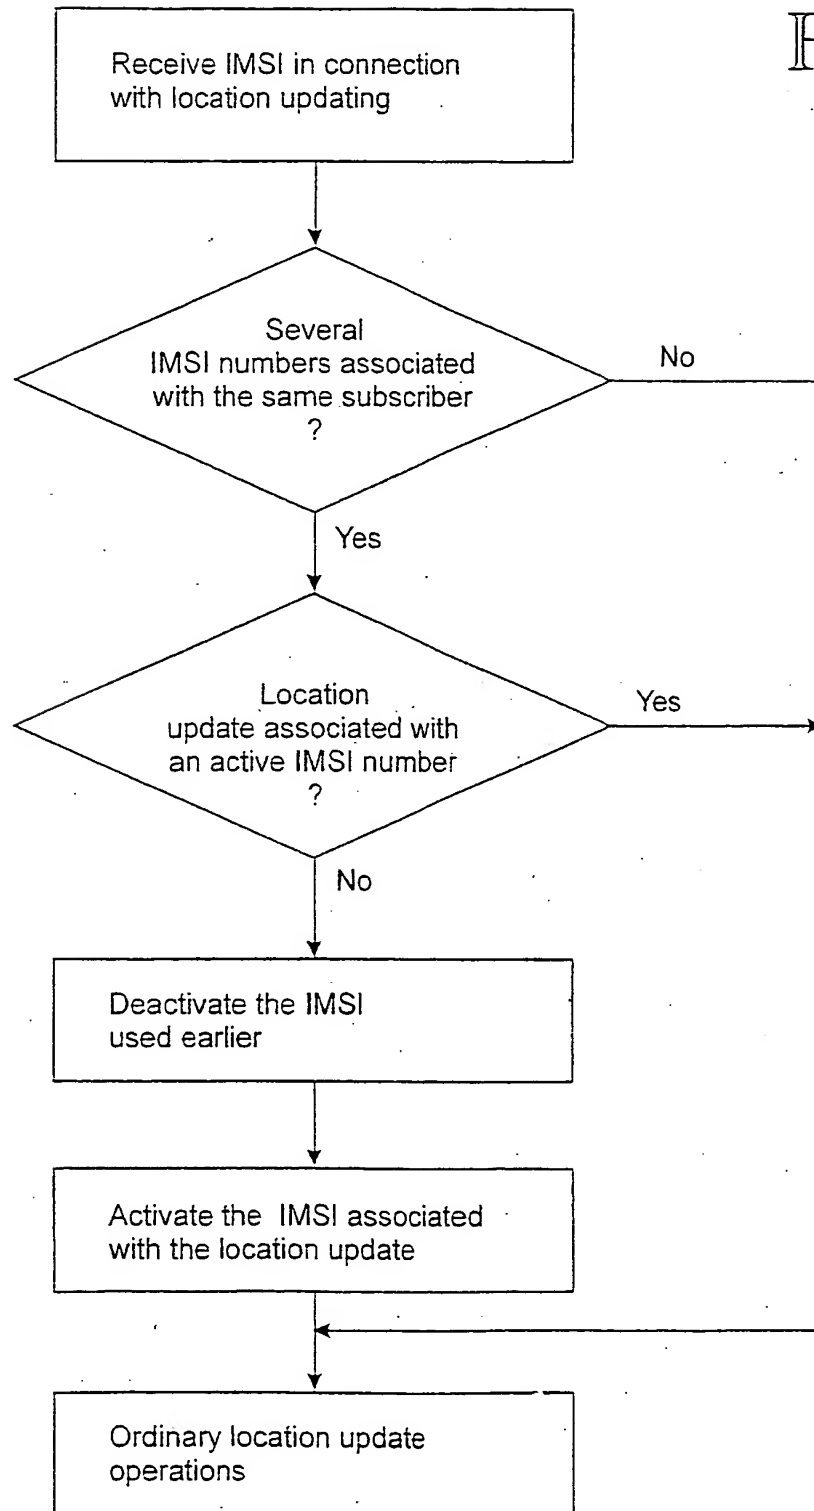 Receive IMSI in connection
with location updating
Several
IMSI numbers associated
with the same subscriber
?
No
Yes
Location
update associated with
an active IMSI number
?
Yes
No
Deactivate the IMSI
used earlier
Activate the IMSI associated
with the location update
Ordinary location update
operations